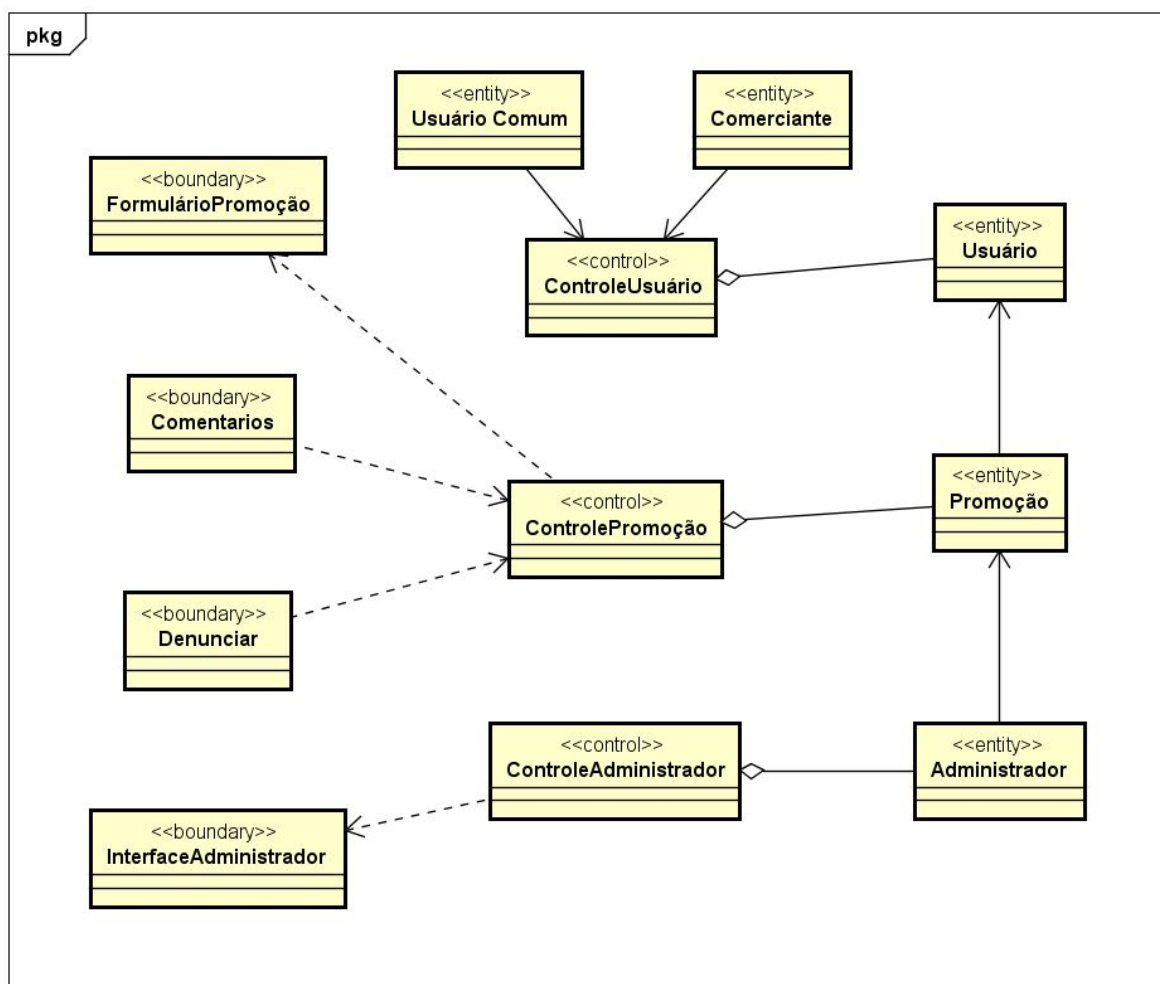 pkg
<<entity>>
Usuário Comum
<<entity>>
Comerciante
<<boundary>>
FormulárioPromoção
<<entity>>
Usuário
<<control>>
ControleUsuário
<<boundary>>
Comentarios
<<entity>>
Promoção
<<control>>
ControlePromoção
<<boundary>>
Denunciar
<<control>>
ControleAdministrador
<<entity>>
Administrador
<<boundary>>
InterfaceAdministrador